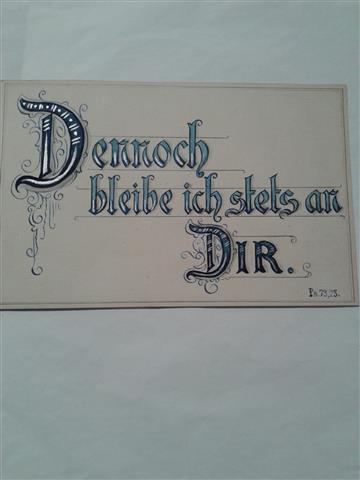 Dennoch
bleibe ich stets an
DIR.
Ps. 73,23.